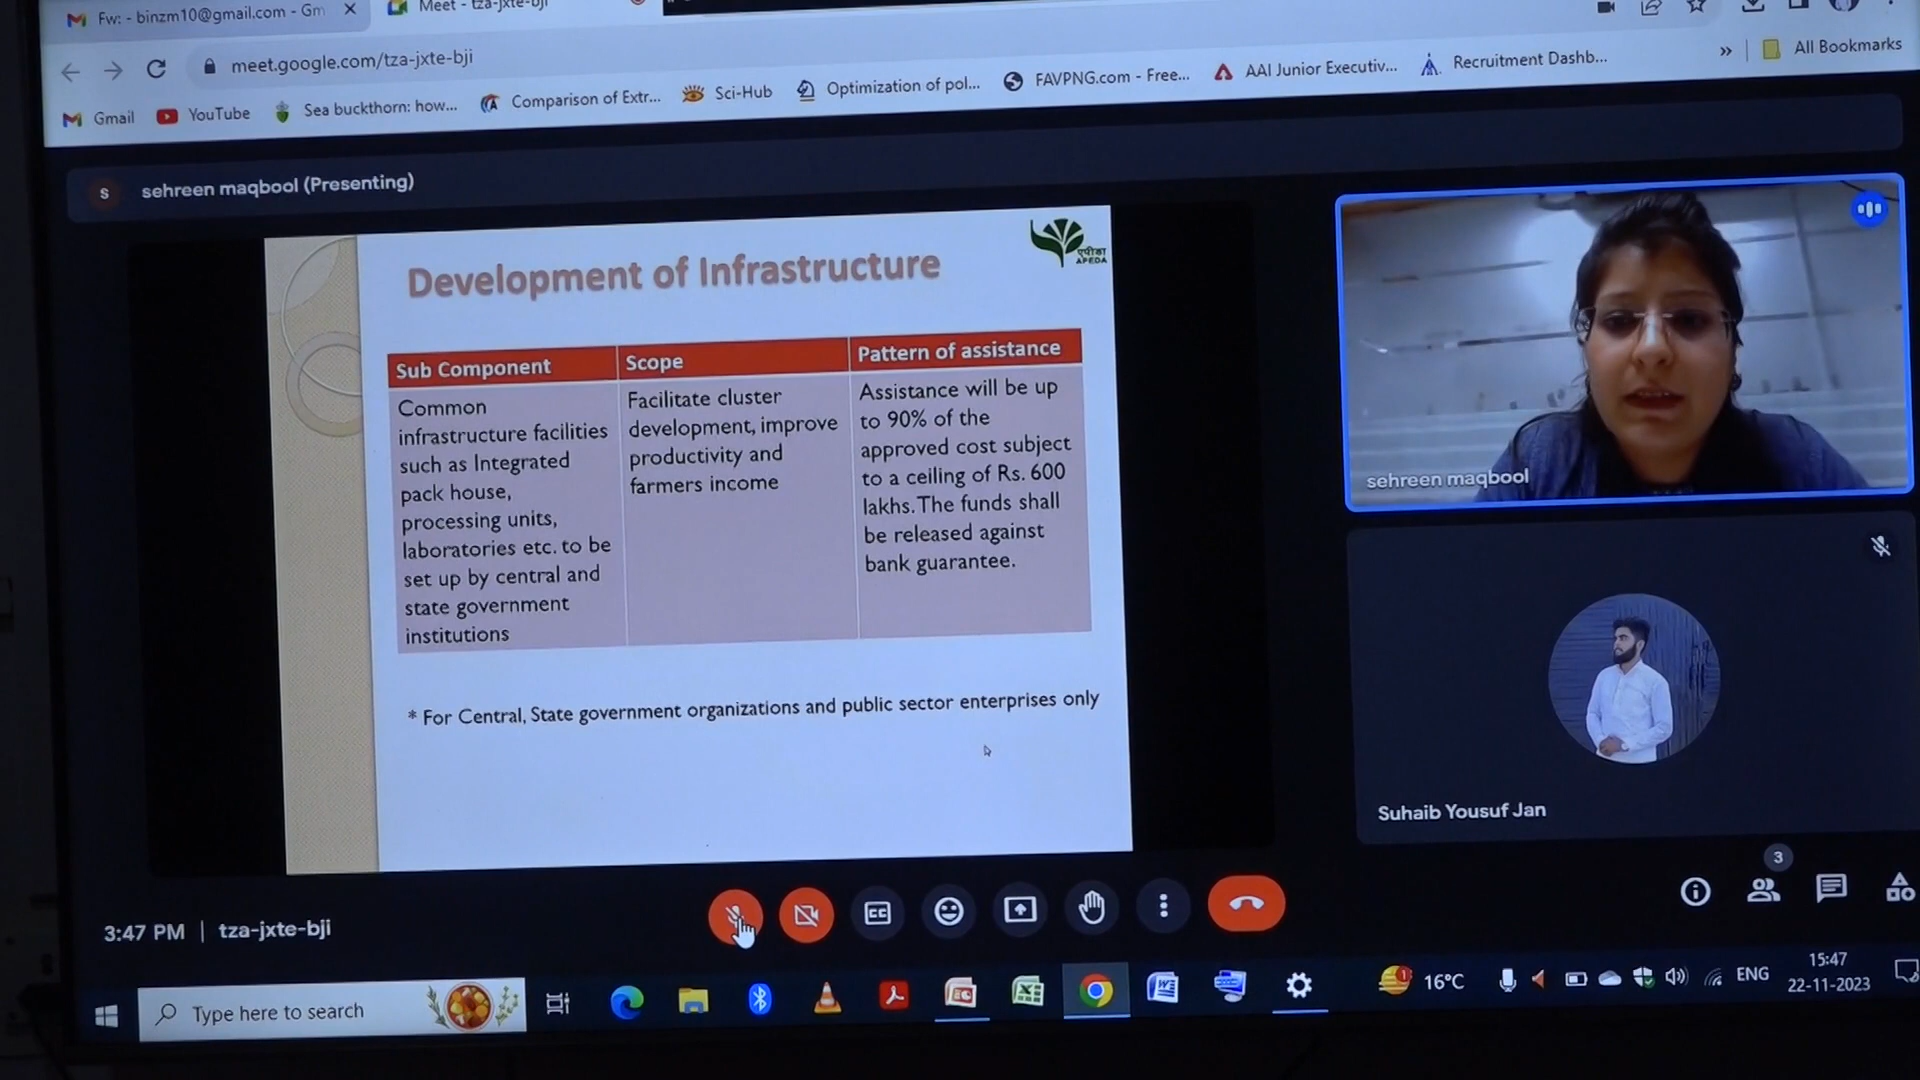 Fw: - binzm10@gmail.com - Gm
Meet - tza-jxte-bji
meet.google.com/tza-jxte-bji
All Bookmarks
Gmail
YouTube
Sea buckthorn: how...
Comparison of Extr...
Sci-Hub
Optimization of pol...
FAVPNG.com - Free...
AAI Junior Executiv...
Recruitment Dashb...
S
sehreen maqbool (Presenting)
Development of Infrastructure
एपीडा
APEDA
Sub Component
Scope
Pattern of assistance
Common
infrastructure facilities
such as Integrated
pack house,
processing units,
laboratories etc. to be
set up by central and
state government
institutions
Facilitate cluster
development, improve
productivity and
farmers income
Assistance will be up
to 90% of the
approved cost subject
to a ceiling of Rs. 600
lakhs. The funds shall
be released against
bank guarantee.
* For Central, State government organizations and public sector enterprises only
sehreen maqbool
Suhaib Yousuf Jan
3
3:47 PM | tza-jxte-bji
CC
Type here to search
1
16°C
ENG
15:47
22-11-2023